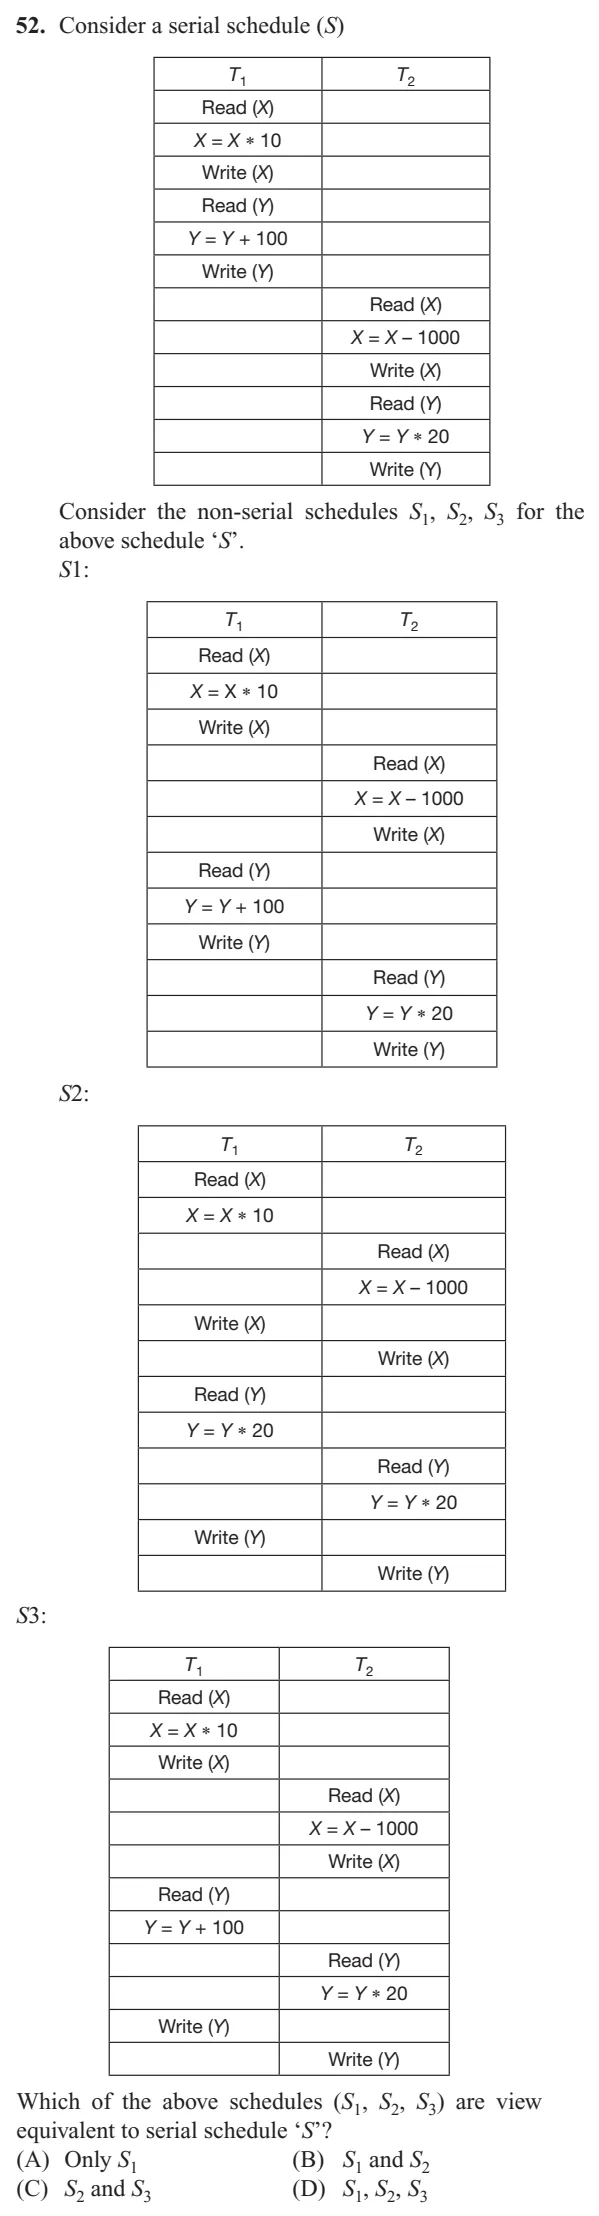 52. Consider a serial schedule (S)
T1 T2
Read (X)
X = X ∗ 10
Write (X)
Read (Y)
Y = Y + 100
Write (Y)
Read (X)
X = X – 1000
Write (X)
Read (Y)
Y = Y ∗ 20
Write (Y)
Consider the non-serial schedules S1, S2, S3 for the
above schedule ‘S’.
S1:
T1 T2
Read (X)
X = X ∗ 10
Write (X)
Read (X)
X = X – 1000
Write (X)
Read (Y)
Y = Y + 100
Write (Y)
Read (Y)
Y = Y ∗ 20
Write (Y)
S2:
T1 T2
Read (X)
X = X ∗ 10
Read (X)
X = X – 1000
Write (X)
Write (X)
Read (Y)
Y = Y ∗ 20
Read (Y)
Y = Y ∗ 20
Write (Y)
Write (Y)
S3:
T1 T2
Read (X)
X = X ∗ 10
Write (X)
Read (X)
X = X – 1000
Write (X)
Read (Y)
Y = Y + 100
Read (Y)
Y = Y ∗ 20
Write (Y)
Write (Y)
Which of the above schedules (S1, S2, S3) are view
equivalent to serial schedule ‘S’?
(A) Only S1 (B) S1 and S2
(C) S2 and S3 (D) S1, S2, S3